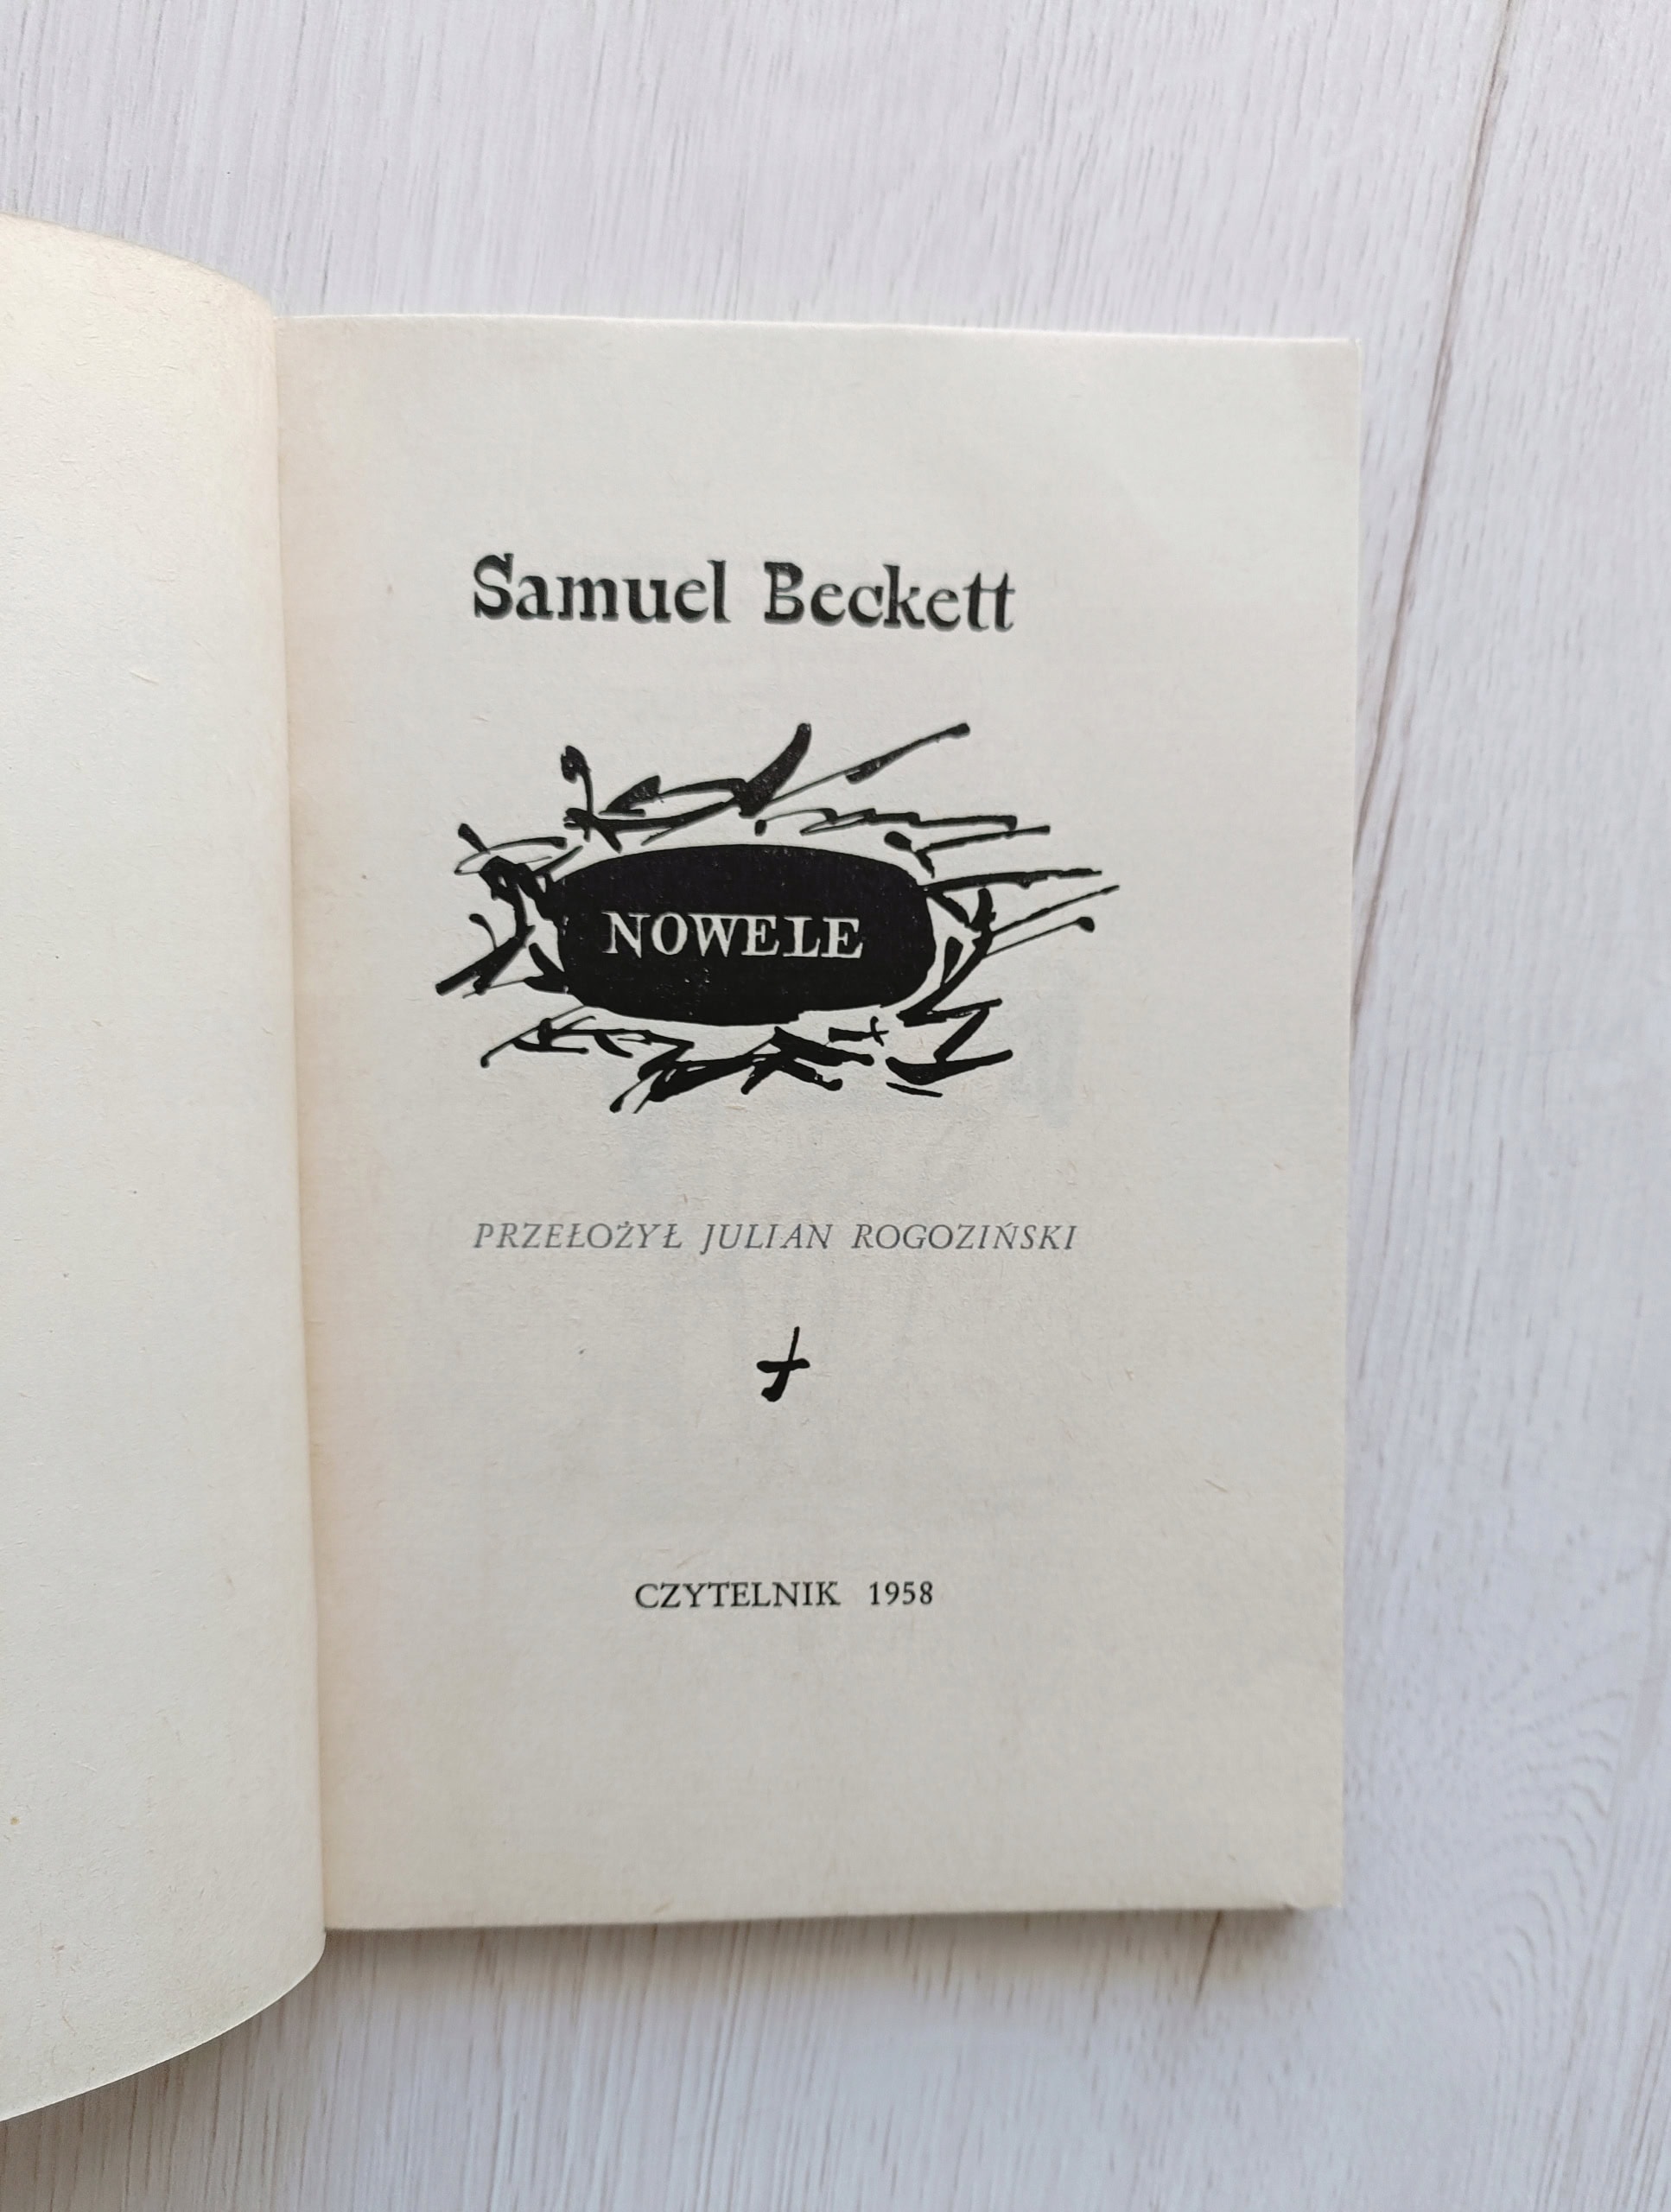 Samuel Beckett
NOWELE
PRZEŁOŻYŁ JULIAN ROGOZIŃSKI
CZYTELNIK 1958